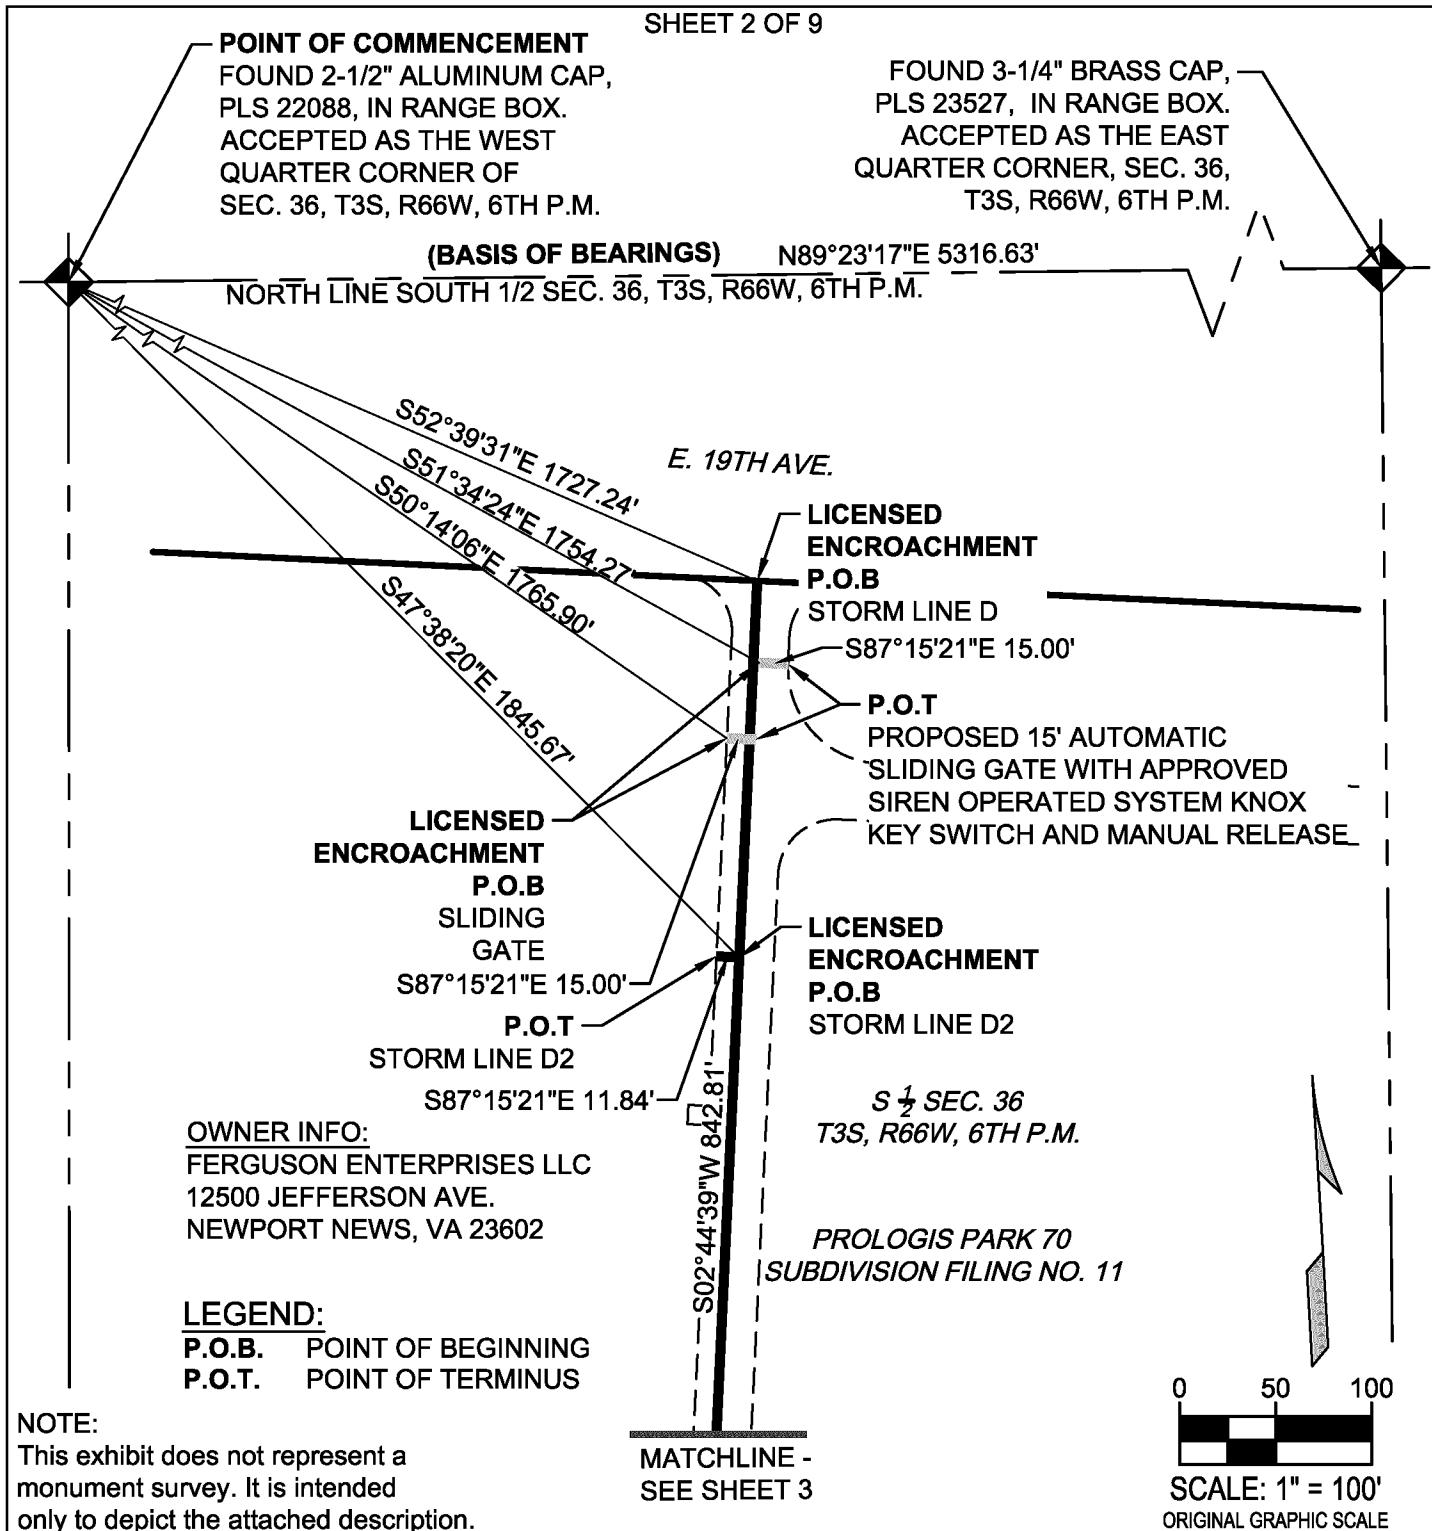 SHEET 2 OF 9
POINT OF COMMENCEMENT
FOUND 2-1/2" ALUMINUM CAP,
PLS 22088, IN RANGE BOX.
ACCEPTED AS THE WEST
QUARTER CORNER OF
SEC. 36, T3S, R66W, 6TH P.M.
FOUND 3-1/4" BRASS CAP,
PLS 23527, IN RANGE BOX.
ACCEPTED AS THE EAST
QUARTER CORNER, SEC. 36,
T3S, R66W, 6TH P.M.
(BASIS OF BEARINGS) N89°23'17"E 5316.63'
NORTH LINE SOUTH 1/2 SEC. 36, T3S, R66W, 6TH P.M.
S52°39'31"E 1727.24'
S51°34'24"E 1754.27'
S50°14'06"E 1765.90'
S47°38'20"E 1845.67'
E. 19TH AVE.
LICENSED
ENCROACHMENT
P.O.B
STORM LINE D
S87°15'21"E 15.00'
P.O.T
PROPOSED 15' AUTOMATIC
SLIDING GATE WITH APPROVED
SIREN OPERATED SYSTEM KNOX
KEY SWITCH AND MANUAL RELEASE
LICENSED
ENCROACHMENT
P.O.B
SLIDING
GATE
S87°15'21"E 15.00'
P.O.T
STORM LINE D2
S87°15'21"E 11.84'
LICENSED
ENCROACHMENT
P.O.B
STORM LINE D2
S02°44'39"W 842.81'
S 1/2 SEC. 36
T3S, R66W, 6TH P.M.
PROLOGIS PARK 70
SUBDIVISION FILING NO. 11
OWNER INFO:
FERGUSON ENTERPRISES LLC
12500 JEFFERSON AVE.
NEWPORT NEWS, VA 23602
LEGEND:
P.O.B. POINT OF BEGINNING
P.O.T. POINT OF TERMINUS
NOTE:
This exhibit does not represent a
monument survey. It is intended
only to depict the attached description.
MATCHLINE -
SEE SHEET 3
0 50 100
SCALE: 1" = 100'
ORIGINAL GRAPHIC SCALE